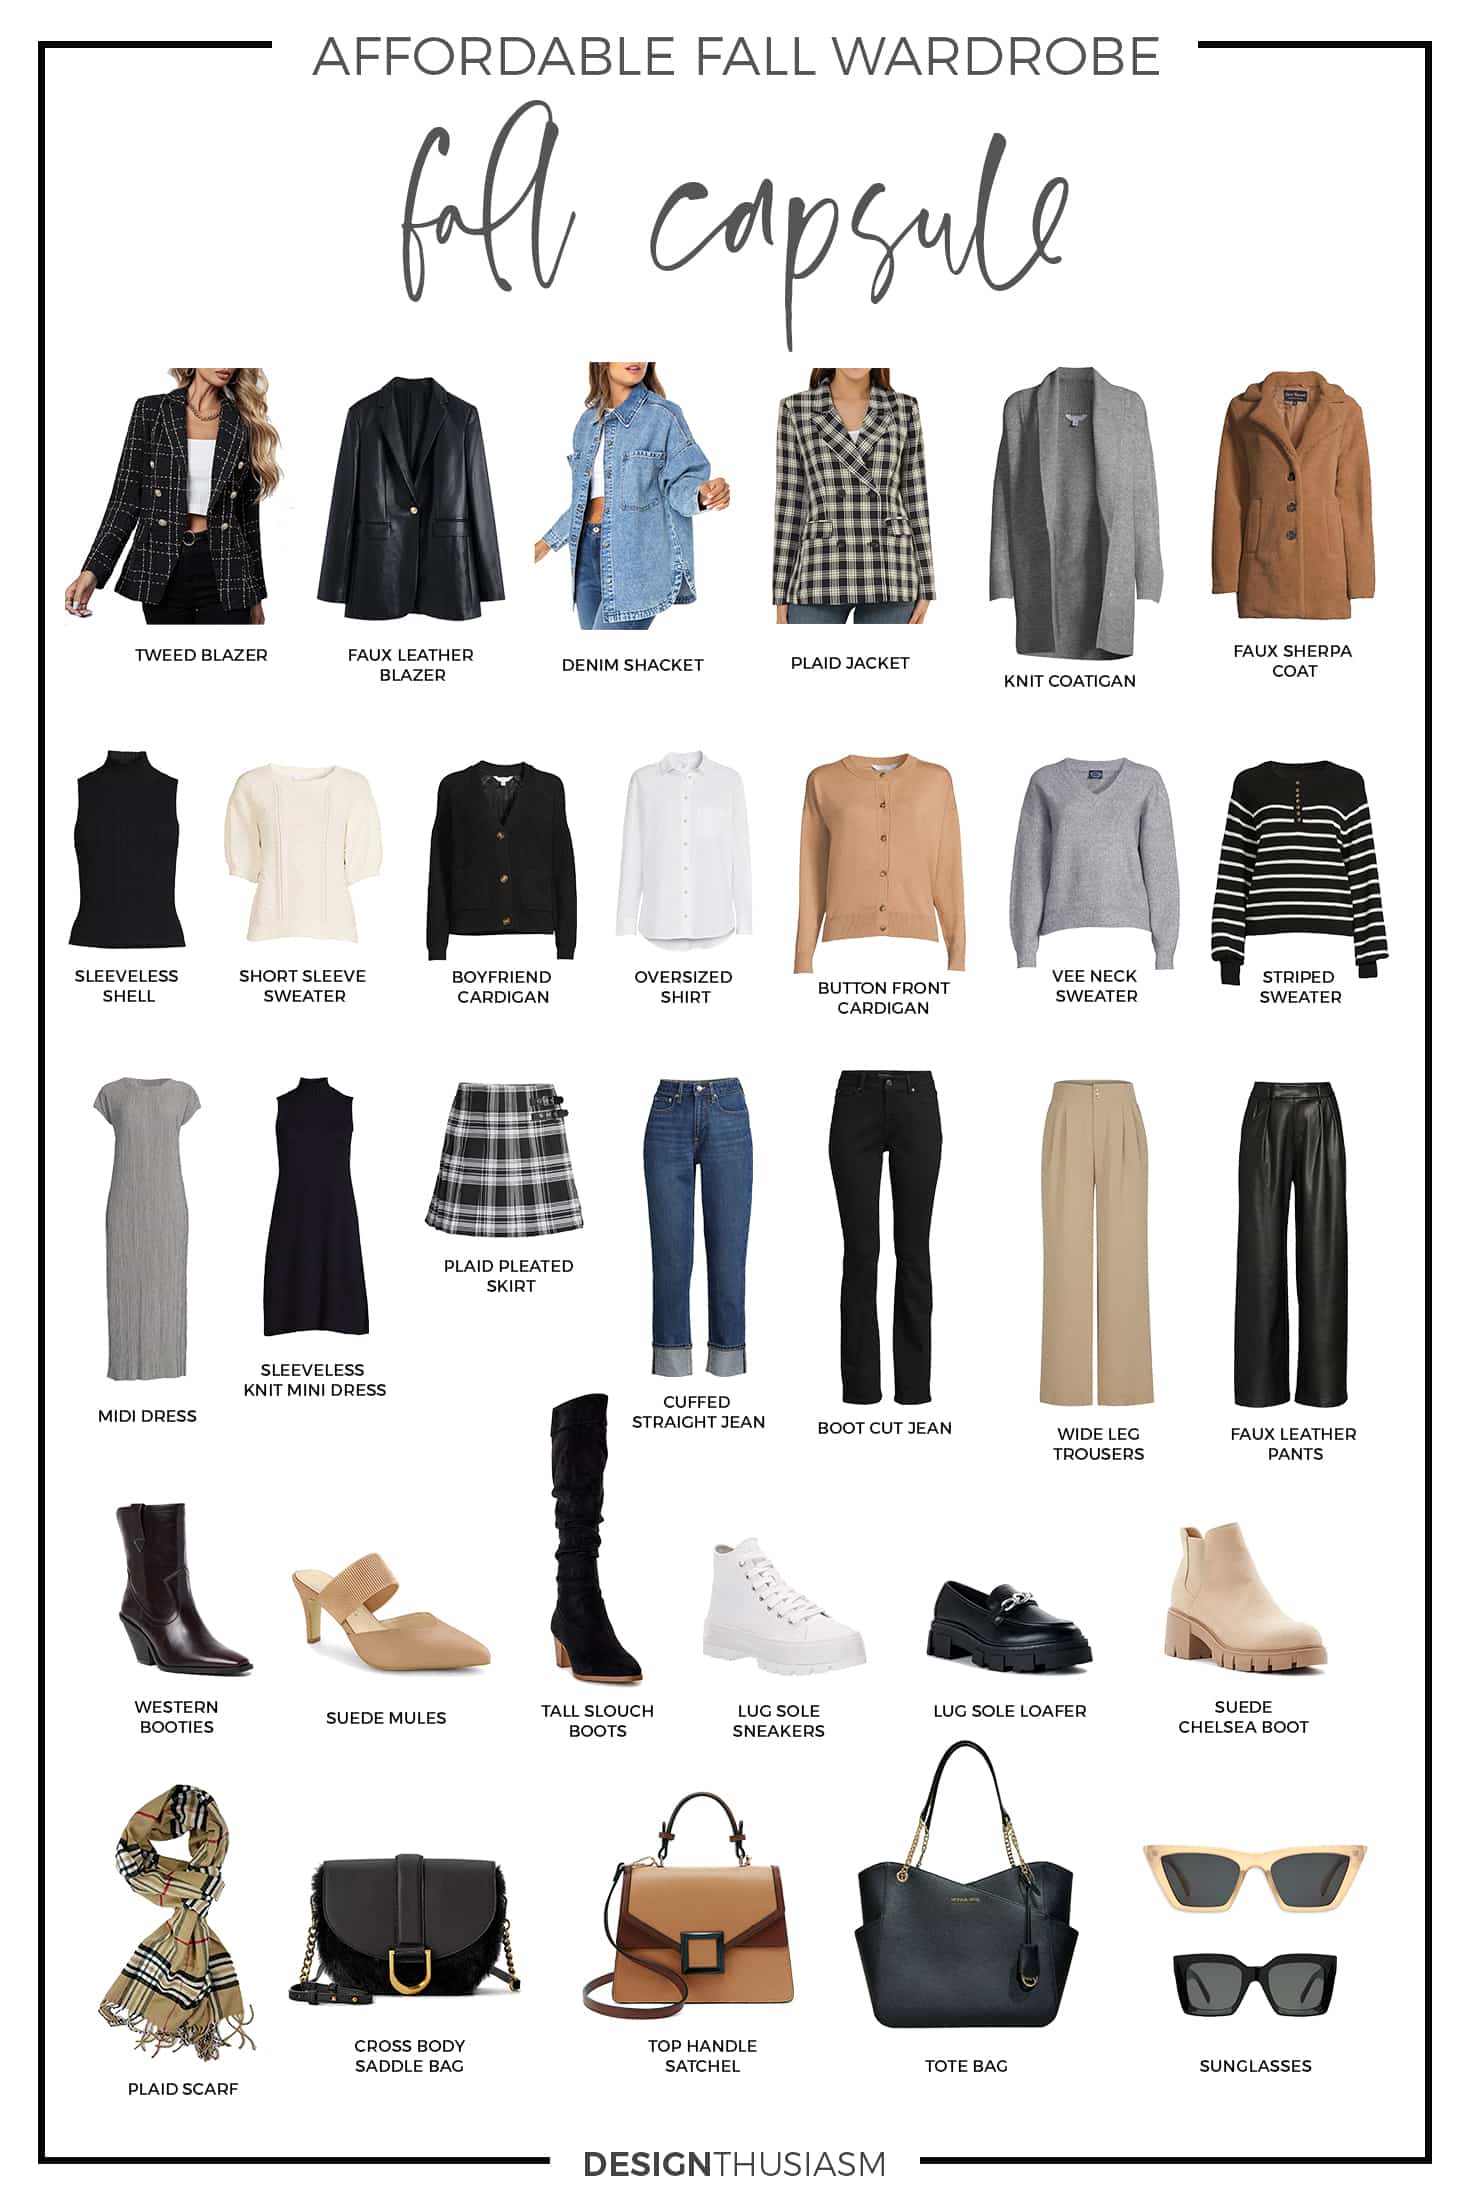 AFFORDABLE FALL WARDROBE
fall capsule
TWEED BLAZER
FAUX LEATHER
BLAZER
DENIM SHACKET
PLAID JACKET
KNIT COATIGAN
FAUX SHERPA
COAT
SLEEVELESS
SHELL
SHORT SLEEVE
SWEATER
BOYFRIEND
CARDIGAN
OVERSIZED
SHIRT
BUTTON FRONT
CARDIGAN
VEE NECK
SWEATER
STRIPED
SWEATER
MIDI DRESS
SLEEVELESS
KNIT MINI DRESS
PLAID PLEATED
SKIRT
CUFFED
STRAIGHT JEAN
BOOT CUT JEAN
WIDE LEG
TROUSERS
FAUX LEATHER
PANTS
WESTERN
BOOTIES
SUEDE MULES
TALL SLOUCH
BOOTS
LUG SOLE
SNEAKERS
LUG SOLE LOAFER
SUEDE
CHELSEA BOOT
PLAID SCARF
CROSS BODY
SADDLE BAG
TOP HANDLE
SATCHEL
TOTE BAG
SUNGLASSES
DESIGNTHUSIASM